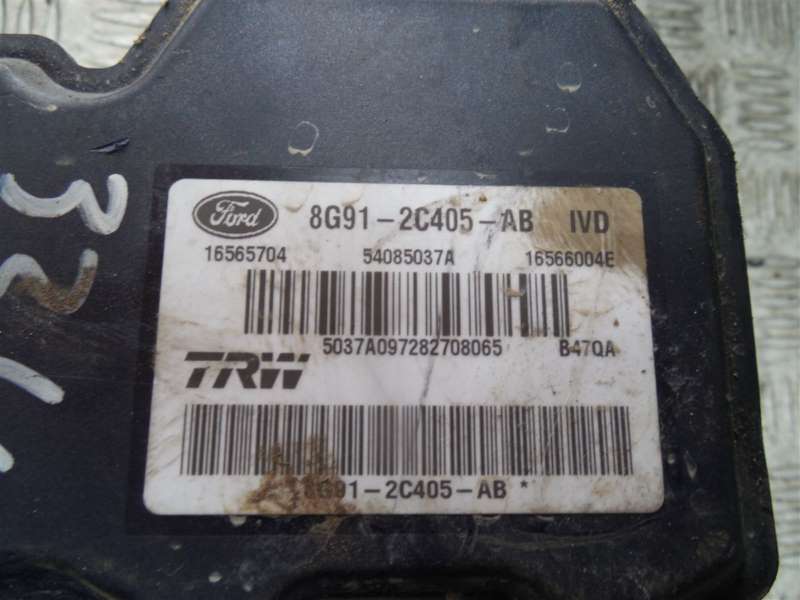 Ford 8G91-2C405-AB IVD
16565704 54085037A 16566004E
5037A097282708065 B47QA
TRW
8G91-2C405-AB *